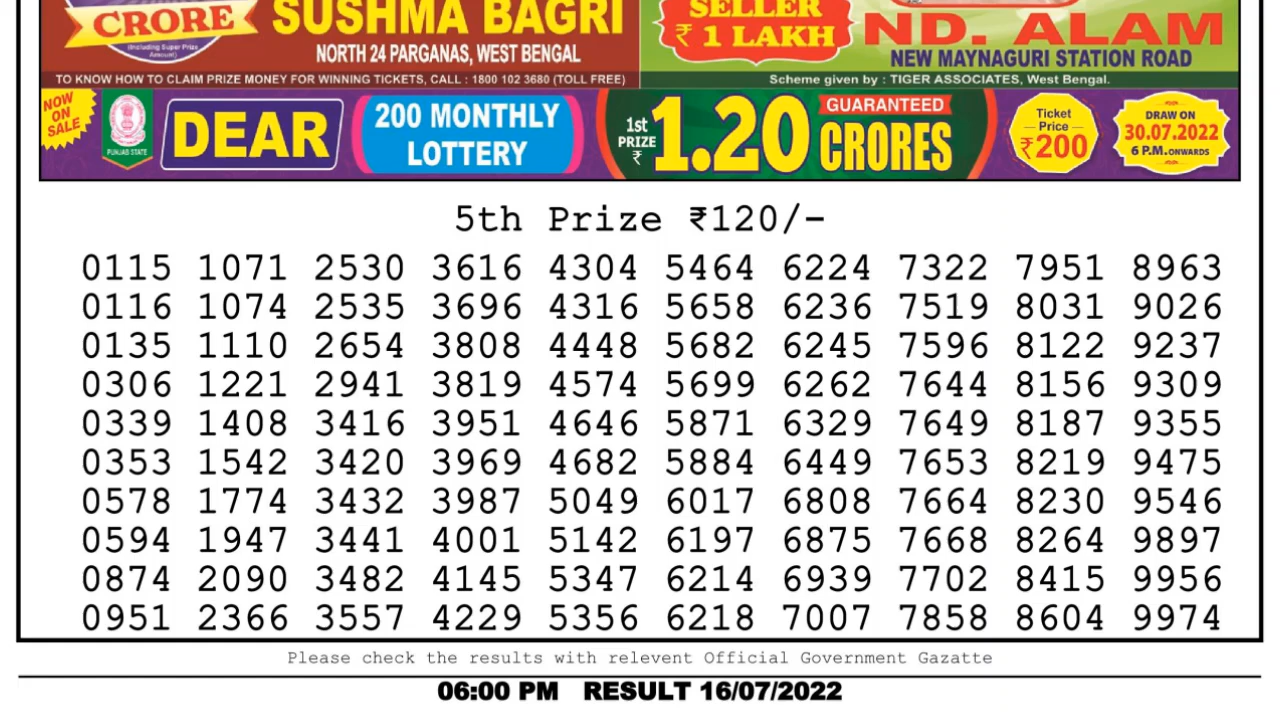 CRORE
(Including Super Prize
Amount)
SUSHMA BAGRI
NORTH 24 PARGANAS, WEST BENGAL
SELLER
₹ 1 LAKH
ND. ALAM
NEW MAYNAGURI STATION ROAD
TO KNOW HOW TO CLAIM PRIZE MONEY FOR WINNING TICKETS, CALL : 1800 102 3680 (TOLL FREE)
Scheme given by : TIGER ASSOCIATES, West Bengal.
NOW
ON
SALE
PUNJAB STATE
DEAR
200 MONTHLY
LOTTERY
1st
PRIZE
₹
1.20
GUARANTEED
CRORES
Ticket
Price
₹200
DRAW ON
30.07.2022
6 P.M. ONWARDS
5th Prize ₹120/-
0115 1071 2530 3616 4304 5464 6224 7322 7951 8963
0116 1074 2535 3696 4316 5658 6236 7519 8031 9026
0135 1110 2654 3808 4448 5682 6245 7596 8122 9237
0306 1221 2941 3819 4574 5699 6262 7644 8156 9309
0339 1408 3416 3951 4646 5871 6329 7649 8187 9355
0353 1542 3420 3969 4682 5884 6449 7653 8219 9475
0578 1774 3432 3987 5049 6017 6808 7664 8230 9546
0594 1947 3441 4001 5142 6197 6875 7668 8264 9897
0874 2090 3482 4145 5347 6214 6939 7702 8415 9956
0951 2366 3557 4229 5356 6218 7007 7858 8604 9974
Please check the results with relevent Official Government Gazatte
06:00 PM RESULT 16/07/2022